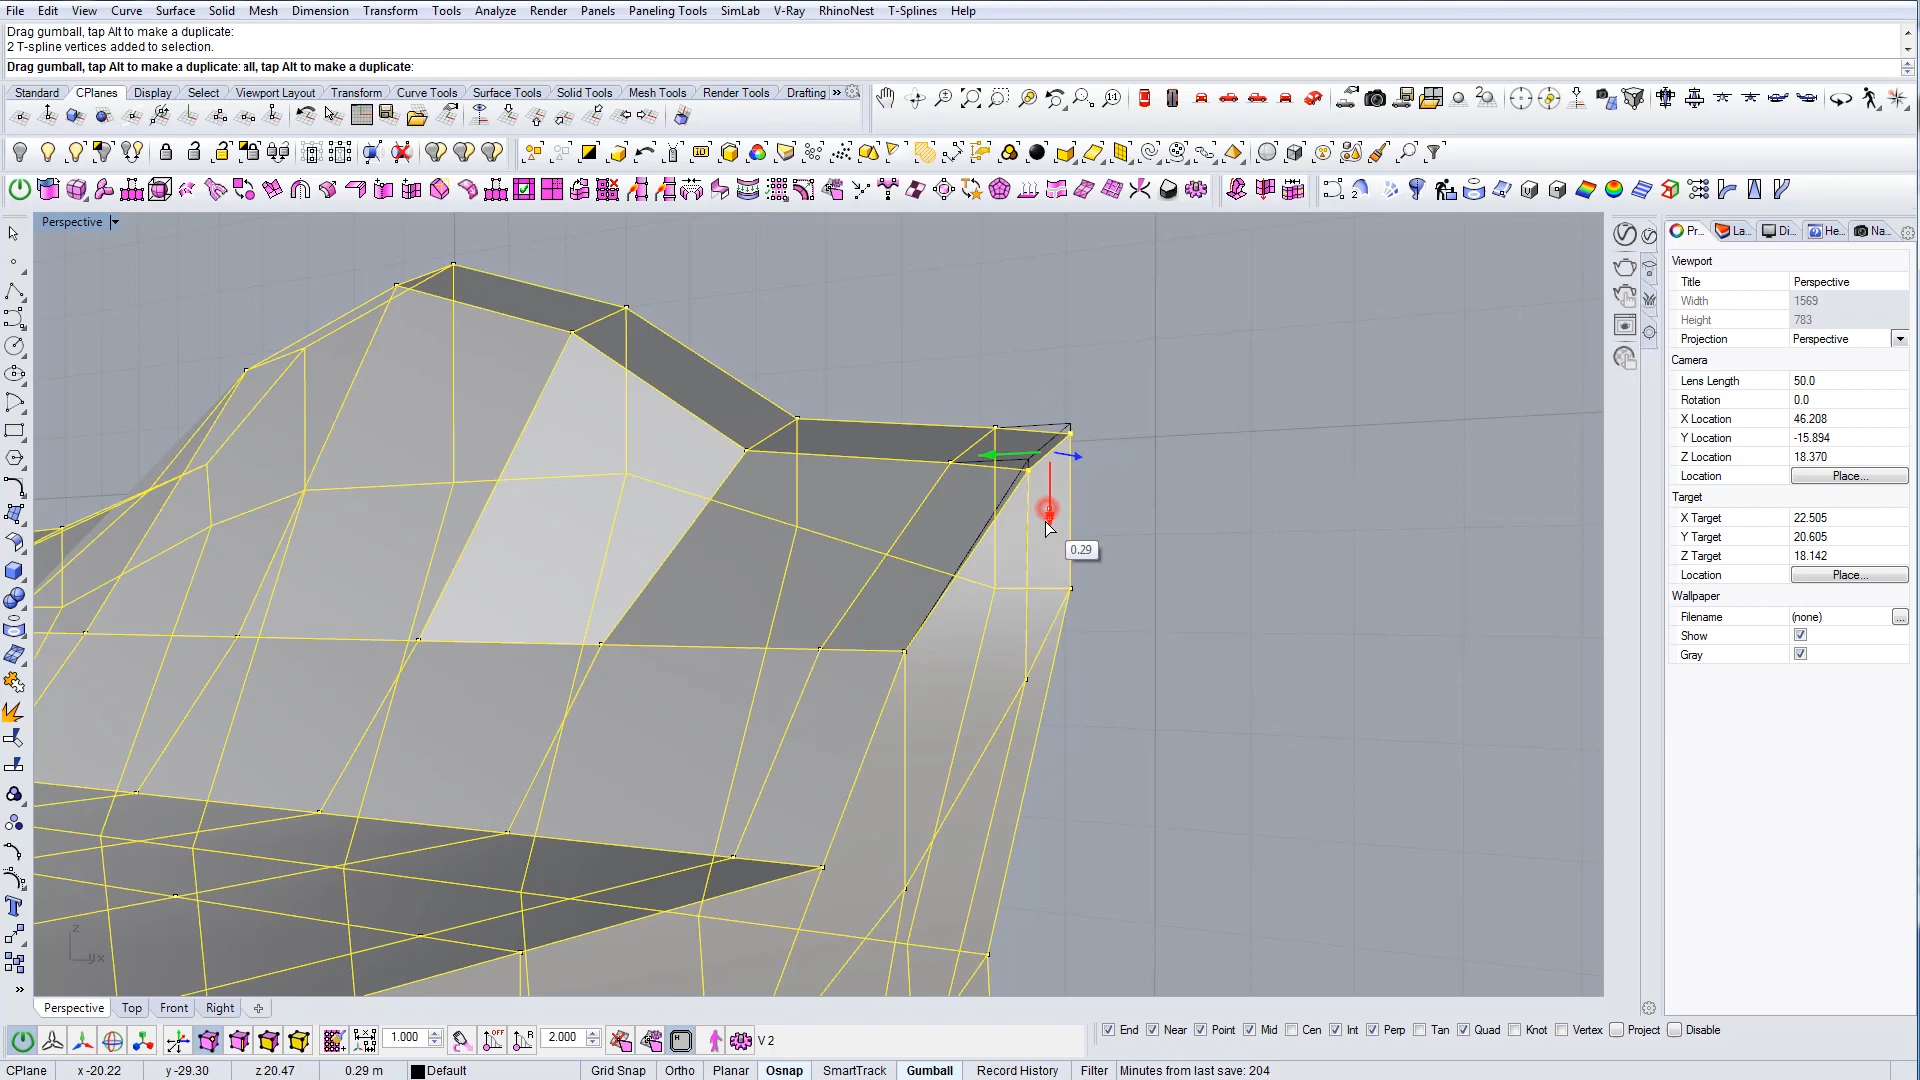 File Edit View Curve Surface Solid Mesh Dimension Transform Tools Analyze Render Panels Paneling Tools SimLab V-Ray RhinoNest T-Splines Help
Drag gumball, tap Alt to make a duplicate:
2 T-spline vertices added to selection.
Drag gumball, tap Alt to make a duplicate: all, tap Alt to make a duplicate:
Standard CPlanes Display Select Viewport Layout Transform Curve Tools Surface Tools Solid Tools Mesh Tools Render Tools Drafting »
Perspective
Pr... La... Di... He... Na...
Viewport
Title Perspective
Width 1569
Height 783
Projection Perspective
Camera
Lens Length 50.0
Rotation 0.0
X Location 46.208
Y Location -15.894
Z Location 18.370
Location Place...
Target
X Target 22.505
Y Target 20.605
Z Target 18.142
Location Place...
Wallpaper
Filename (none) ...
Show
Gray
0.29
z
y x
Perspective Top Front Right
1.000 2.000 V 2
End Near Point Mid Cen Int Perp Tan Quad Knot Vertex Project Disable
CPlane x -20.22 y -29.30 z 20.47 0.29 m Default Grid Snap Ortho Planar Osnap SmartTrack Gumball Record History Filter Minutes from last save: 204